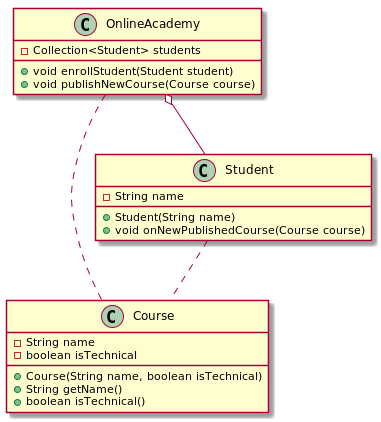 C OnlineAcademy
Collection<Student> students
void enrollStudent(Student student)
void publishNewCourse(Course course)
C Student
String name
Student(String name)
void onNewPublishedCourse(Course course)
C Course
String name
boolean isTechnical
Course(String name, boolean isTechnical)
String getName()
boolean isTechnical()